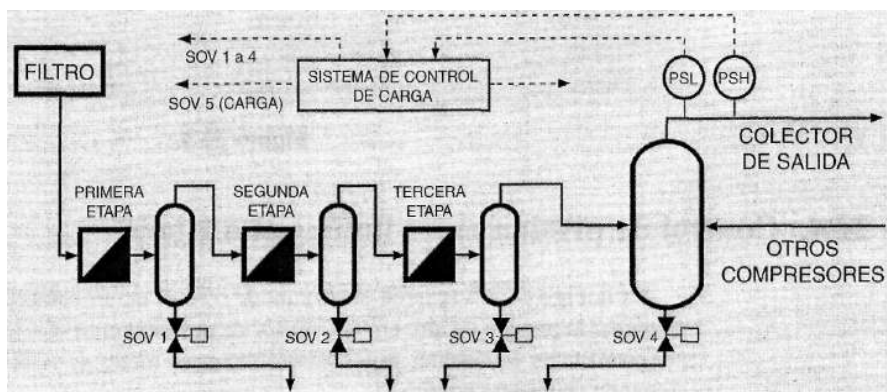 SOV 1 a 4
FILTRO
SISTEMA DE CONTROL
DE CARGA
PSL
PSH
SOV 5 (CARGA)
COLECTOR
DE SALIDA
PRIMERA
ETAPA
SEGUNDA
ETAPA
TERCERA
ETAPA
OTROS
COMPRESORES
SOV 1
SOV 2
SOV 3
SOV 4